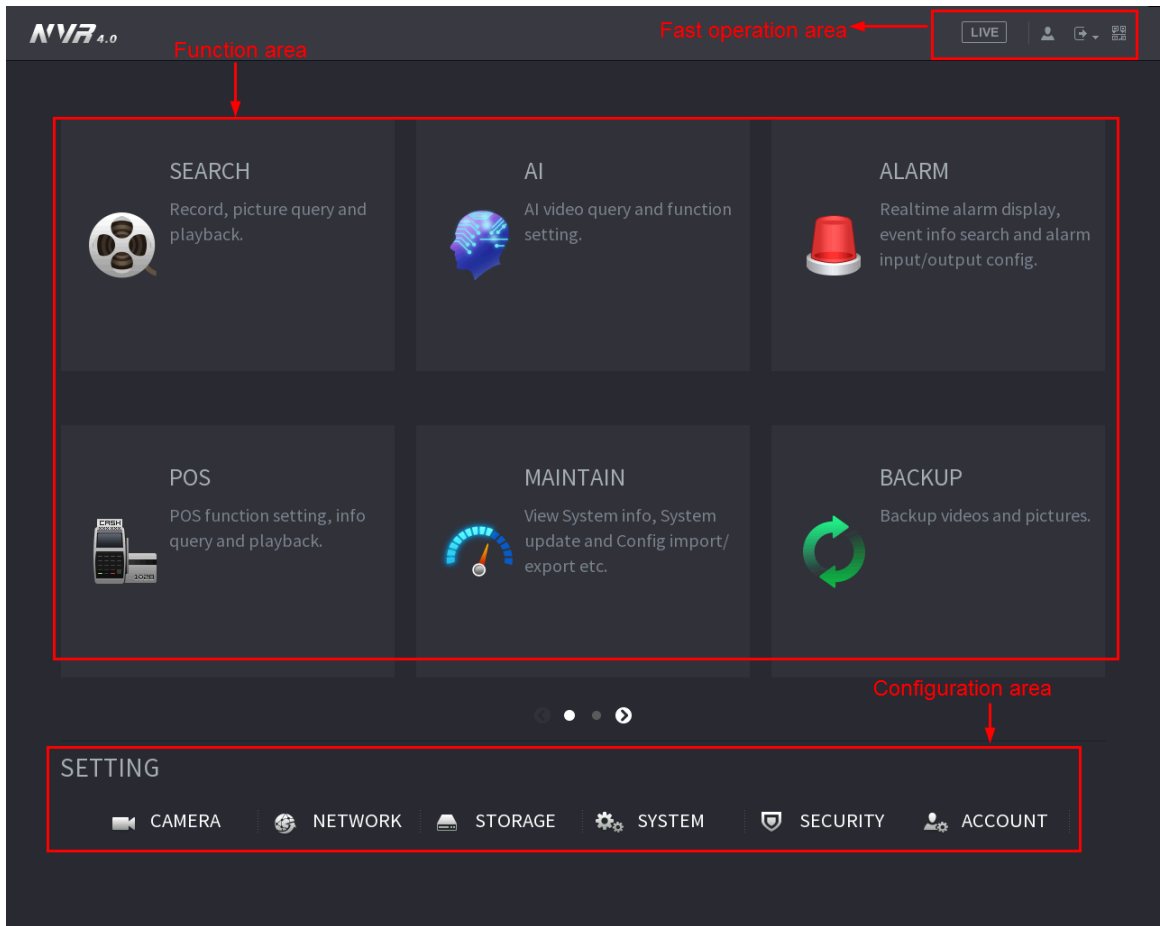 NVR 4.0
Function area
Fast operation area
LIVE
SEARCH
Record, picture query and
playback.
AI
AI video query and function
setting.
ALARM
Realtime alarm display,
event info search and alarm
input/output config.
POS
CASH
POS function setting, info
query and playback.
MAINTAIN
View System info, System
update and Config import/
export etc.
BACKUP
Backup videos and pictures.
Configuration area
SETTING
CAMERA
NETWORK
STORAGE
SYSTEM
SECURITY
ACCOUNT